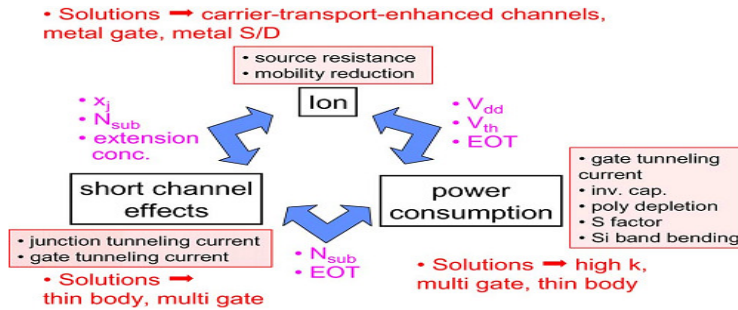 • Solutions ➡ carrier-transport-enhanced channels,
metal gate, metal S/D
• source resistance
• mobility reduction
Ion
• xj
• Nsub
• extension
conc.
• Vdd
• Vth
• EOT
short channel
effects
power
consumption
• gate tunneling
current
• inv. cap.
• poly depletion
• S factor
• Si band bending
• junction tunneling current
• gate tunneling current
• Nsub
• EOT
• Solutions ➡
thin body, multi gate
• Solutions ➡ high k,
multi gate, thin body